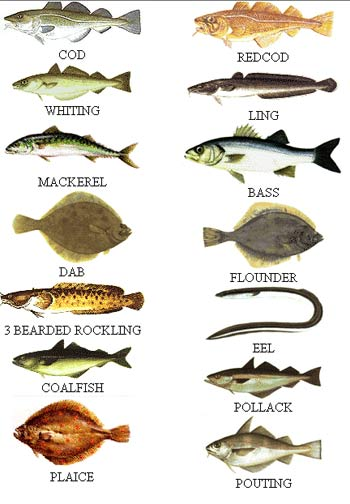 COD
REDCOD
WHITING
LING
MACKEREL
BASS
DAB
FLOUNDER
3 BEARDED ROCKLING
EEL
COALFISH
POLLACK
PLAICE
POUTING